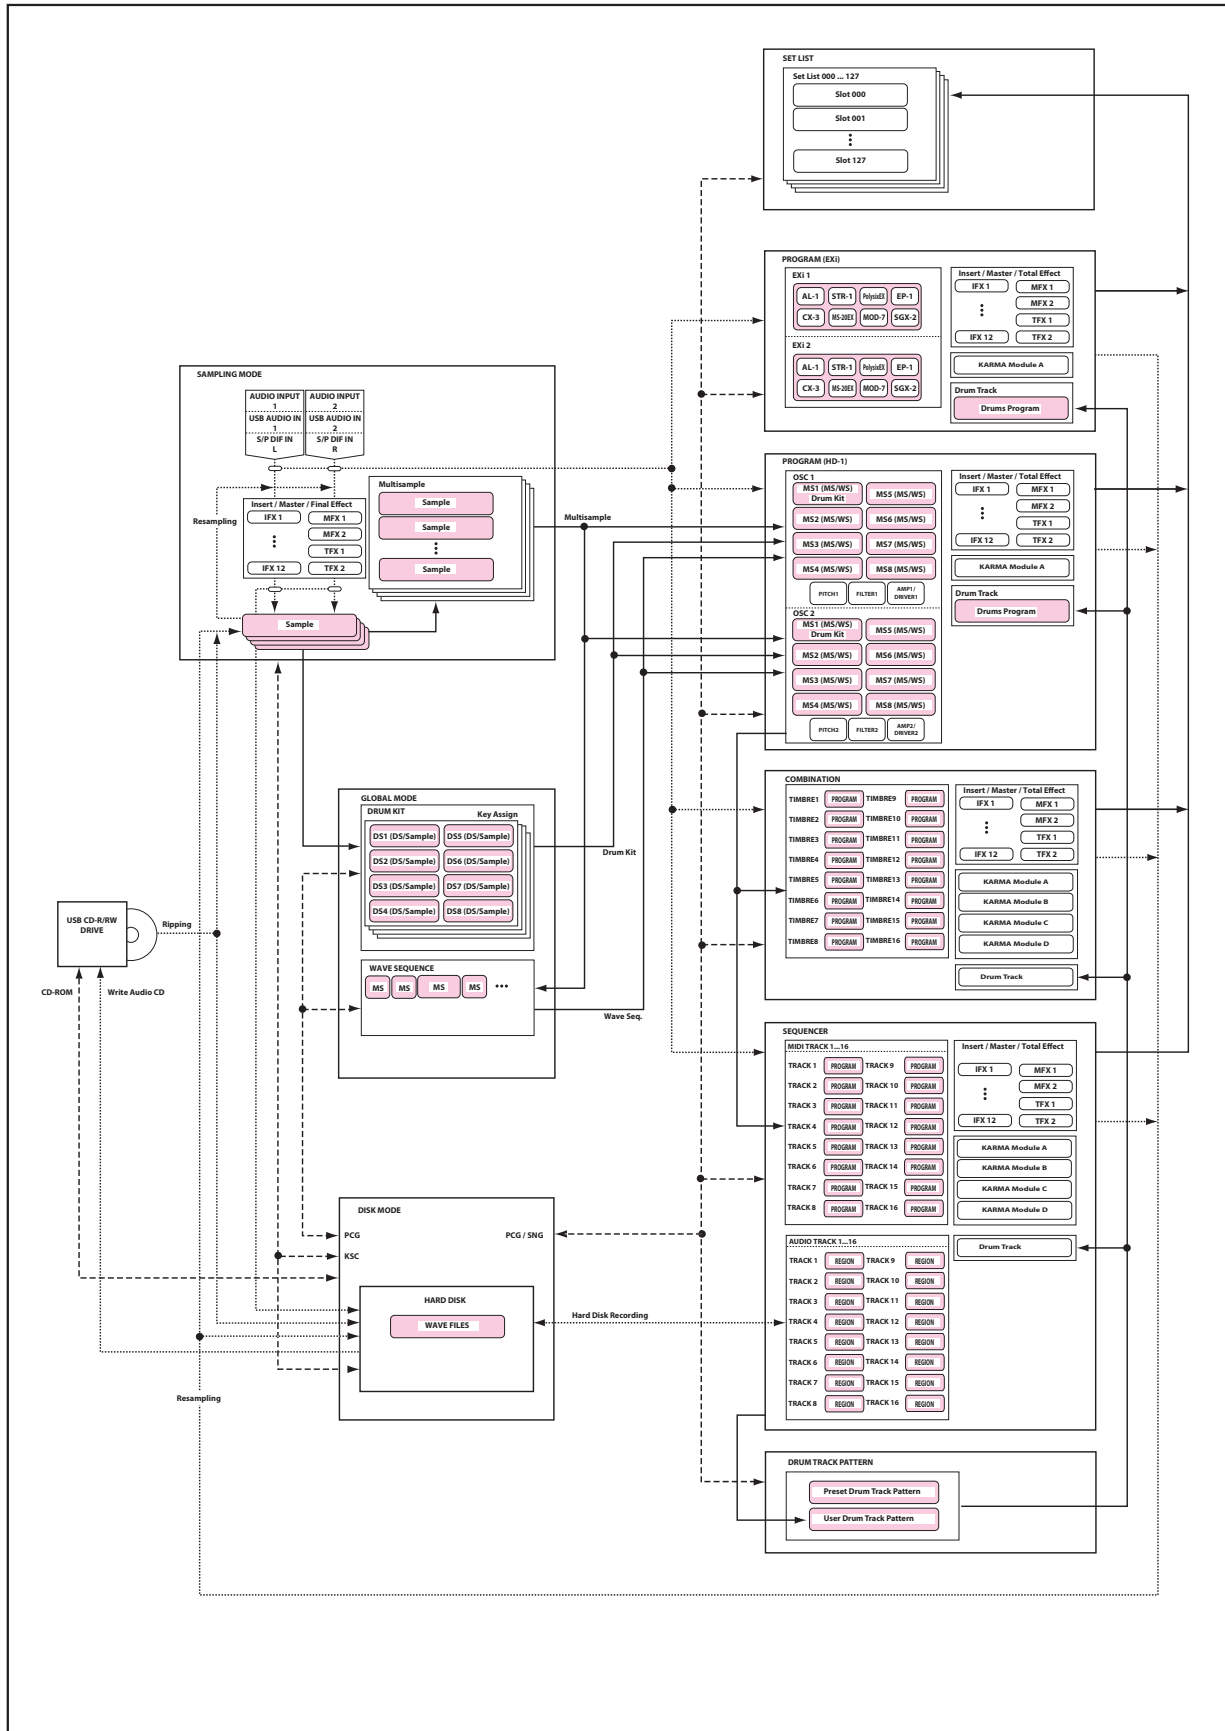 SET LIST
Set List 000 ... 127
Slot 000
Slot 001
Slot 127
PROGRAM (EXi)
EXi 1
AL-1
STR-1
PolysixEX
EP-1
CX-3
MS-20EX
MOD-7
SGX-2
EXi 2
AL-1
STR-1
PolysixEX
EP-1
CX-3
MS-20EX
MOD-7
SGX-2
Insert / Master / Total Effect
IFX 1
MFX 1
MFX 2
TFX 1
IFX 12
TFX 2
KARMA Module A
Drum Track
Drums Program
SAMPLING MODE
AUDIO INPUT
1
AUDIO INPUT
2
USB AUDIO IN
1
USB AUDIO IN
2
S/P DIF IN
L
S/P DIF IN
R
Resampling
Insert / Master / Final Effect
IFX 1
MFX 1
MFX 2
TFX 1
IFX 12
TFX 2
Sample
Multisample
Sample
Sample
Sample
Multisample
PROGRAM (HD-1)
OSC 1
MS1 (MS/WS)
Drum Kit
MS5 (MS/WS)
MS2 (MS/WS)
MS6 (MS/WS)
MS3 (MS/WS)
MS7 (MS/WS)
MS4 (MS/WS)
MS8 (MS/WS)
PITCH1
FILTER1
AMP1/
DRIVER1
OSC 2
MS1 (MS/WS)
Drum Kit
MS5 (MS/WS)
MS2 (MS/WS)
MS6 (MS/WS)
MS3 (MS/WS)
MS7 (MS/WS)
MS4 (MS/WS)
MS8 (MS/WS)
PITCH2
FILTER2
AMP2/
DRIVER2
Insert / Master / Total Effect
IFX 1
MFX 1
MFX 2
TFX 1
IFX 12
TFX 2
KARMA Module A
Drum Track
Drums Program
GLOBAL MODE
DRUM KIT
Key Assign
DS1 (DS/Sample)
DS5 (DS/Sample)
DS2 (DS/Sample)
DS6 (DS/Sample)
DS3 (DS/Sample)
DS7 (DS/Sample)
DS4 (DS/Sample)
DS8 (DS/Sample)
Drum Kit
WAVE SEQUENCE
MS
MS
MS
MS
Wave Seq.
USB CD-R/RW
DRIVE
Ripping
CD-ROM
Write Audio CD
COMBINATION
TIMBRE1 PROGRAM TIMBRE9 PROGRAM
TIMBRE2 PROGRAM TIMBRE10 PROGRAM
TIMBRE3 PROGRAM TIMBRE11 PROGRAM
TIMBRE4 PROGRAM TIMBRE12 PROGRAM
TIMBRE5 PROGRAM TIMBRE13 PROGRAM
TIMBRE6 PROGRAM TIMBRE14 PROGRAM
TIMBRE7 PROGRAM TIMBRE15 PROGRAM
TIMBRE8 PROGRAM TIMBRE16 PROGRAM
Insert / Master / Total Effect
IFX 1
MFX 1
MFX 2
TFX 1
IFX 12
TFX 2
KARMA Module A
KARMA Module B
KARMA Module C
KARMA Module D
Drum Track
SEQUENCER
MIDI TRACK 1...16
TRACK 1 PROGRAM TRACK 9 PROGRAM
TRACK 2 PROGRAM TRACK 10 PROGRAM
TRACK 3 PROGRAM TRACK 11 PROGRAM
TRACK 4 PROGRAM TRACK 12 PROGRAM
TRACK 5 PROGRAM TRACK 13 PROGRAM
TRACK 6 PROGRAM TRACK 14 PROGRAM
TRACK 7 PROGRAM TRACK 15 PROGRAM
TRACK 8 PROGRAM TRACK 16 PROGRAM
Insert / Master / Total Effect
IFX 1
MFX 1
MFX 2
TFX 1
IFX 12
TFX 2
KARMA Module A
KARMA Module B
KARMA Module C
KARMA Module D
Drum Track
AUDIO TRACK 1...16
TRACK 1 REGION TRACK 9 REGION
TRACK 2 REGION TRACK 10 REGION
TRACK 3 REGION TRACK 11 REGION
TRACK 4 REGION TRACK 12 REGION
TRACK 5 REGION TRACK 13 REGION
TRACK 6 REGION TRACK 14 REGION
TRACK 7 REGION TRACK 15 REGION
TRACK 8 REGION TRACK 16 REGION
DISK MODE
PCG
PCG / SNG
KSC
HARD DISK
WAVE FILES
Hard Disk Recording
Resampling
DRUM TRACK PATTERN
Preset Drum Track Pattern
User Drum Track Pattern